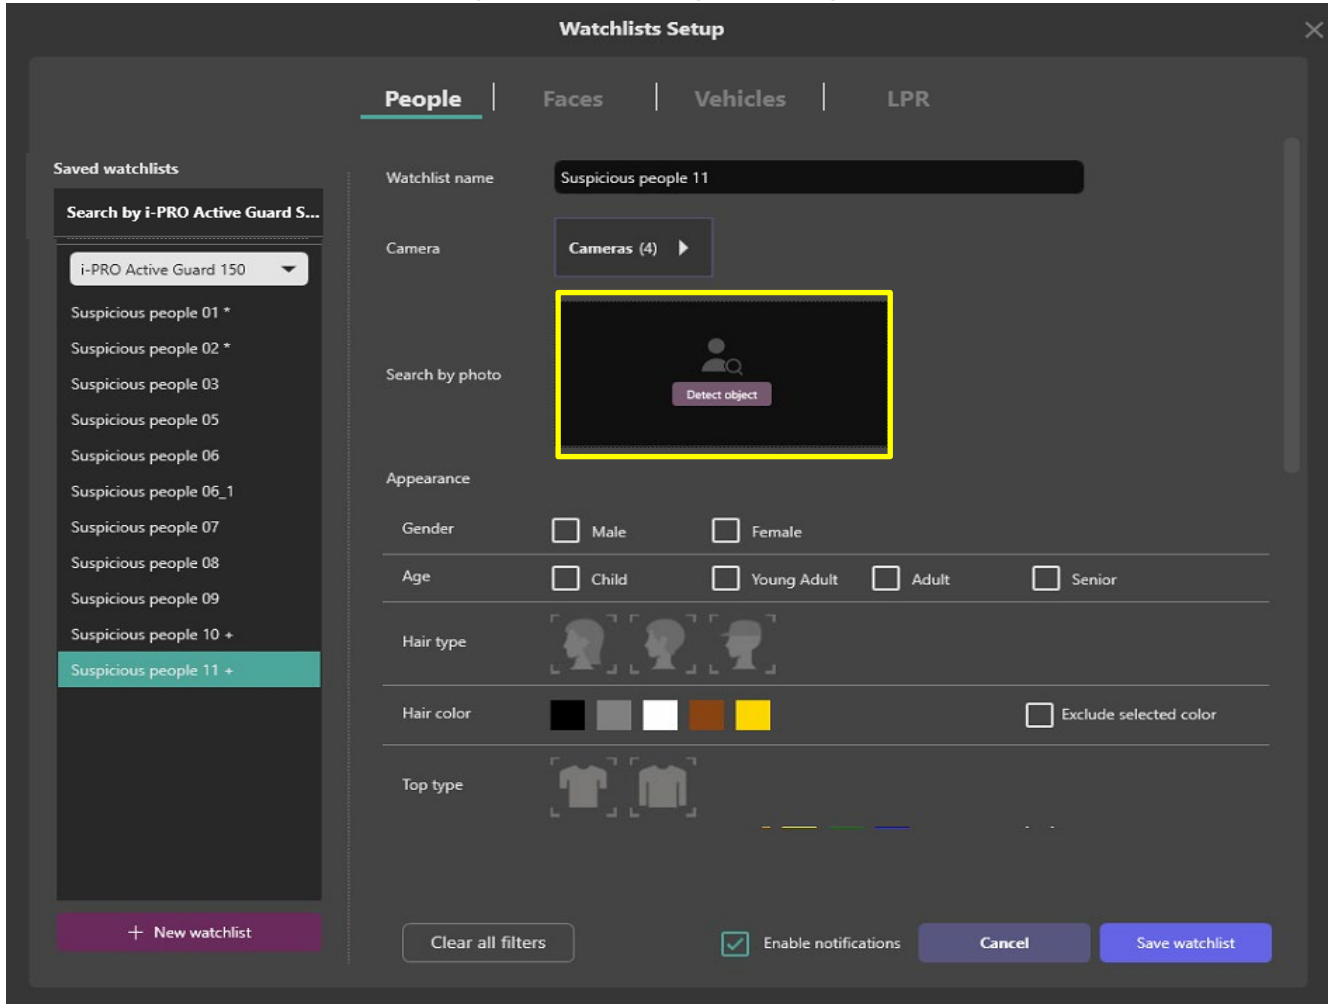 Watchlists Setup
People
Faces
Vehicles
LPR
Saved watchlists
Search by i-PRO Active Guard S...
i-PRO Active Guard 150
Suspicious people 01 *
Suspicious people 02 *
Suspicious people 03
Suspicious people 05
Suspicious people 06
Suspicious people 06_1
Suspicious people 07
Suspicious people 08
Suspicious people 09
Suspicious people 10 +
Suspicious people 11 +
+ New watchlist
Watchlist name
Suspicious people 11
Camera
Cameras (4)
Search by photo
Detect object
Appearance
Gender
Male
Female
Age
Child
Young Adult
Adult
Senior
Hair type
Hair color
Exclude selected color
Top type
Clear all filters
Enable notifications
Cancel
Save watchlist